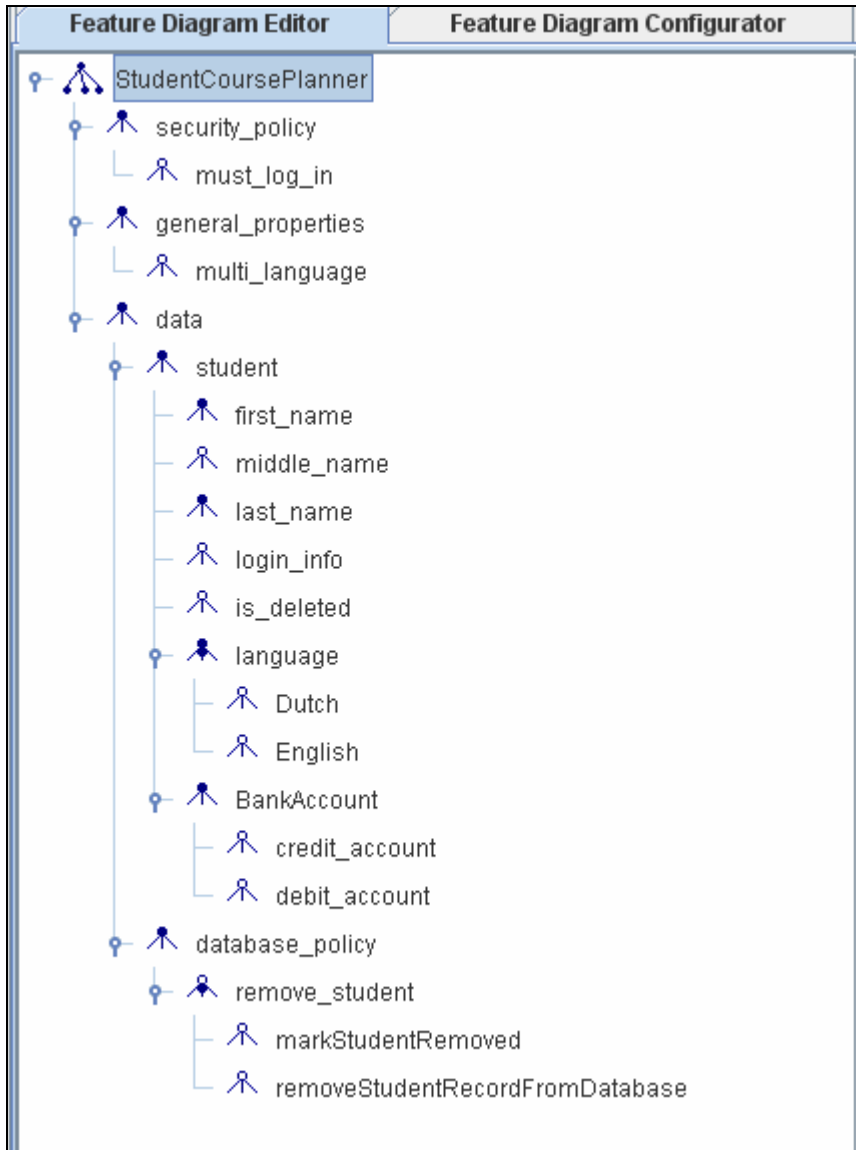 Feature Diagram Editor Feature Diagram Configurator
StudentCoursePlanner
security_policy
must_log_in
general_properties
multi_language
data
student
first_name
middle_name
last_name
login_info
is_deleted
language
Dutch
English
BankAccount
credit_account
debit_account
database_policy
remove_student
markStudentRemoved
removeStudentRecordFromDatabase